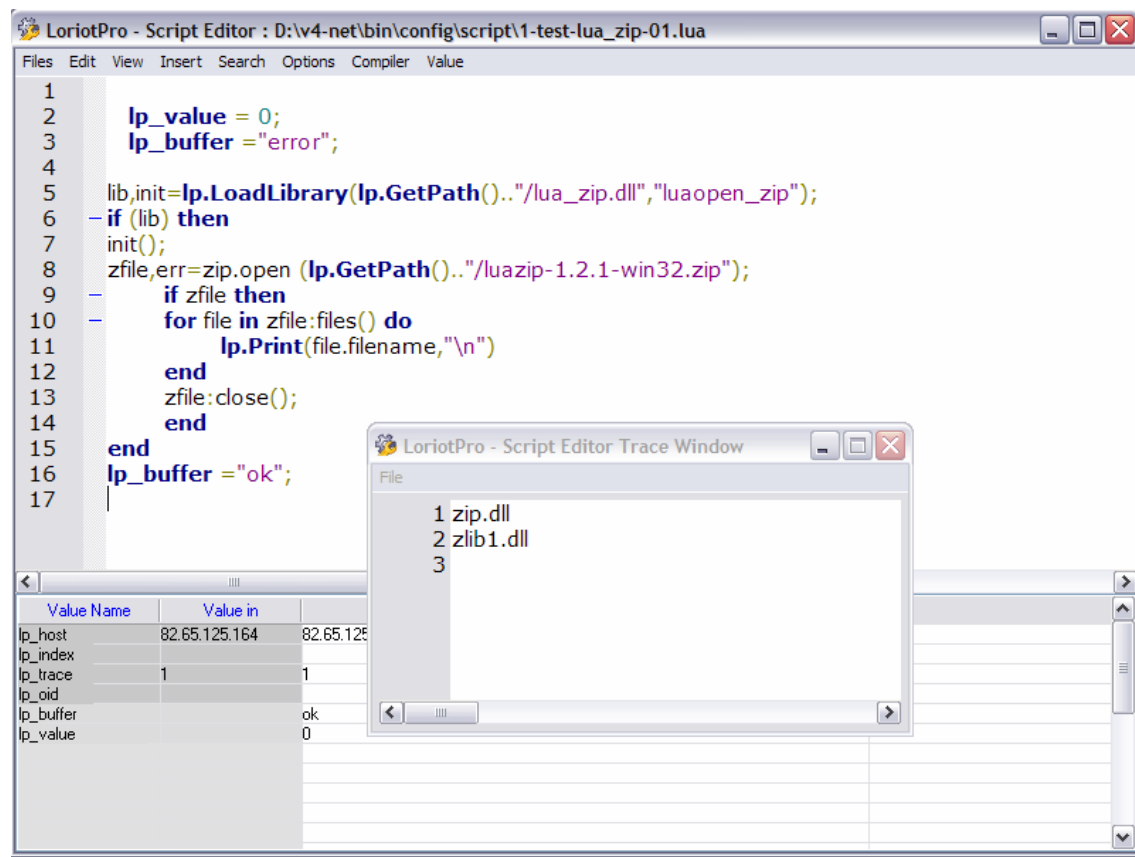 LoriotPro - Script Editor : D:\v4-net\bin\config\script\1-test-lua_zip-01.lua
Files Edit View Insert Search Options Compiler Value
1
2 lp_value = 0;
3 lp_buffer ="error";
4
5 lib,init=lp.LoadLibrary(lp.GetPath().."/lua_zip.dll","luaopen_zip");
6 if (lib) then
7 init();
8 zfile,err=zip.open (lp.GetPath().."/luazip-1.2.1-win32.zip");
9 if zfile then
10 for file in zfile:files() do
11 lp.Print(file.filename,"\n")
12 end
13 zfile:close();
14 end
15 end
16 lp_buffer ="ok";
17
LoriotPro - Script Editor Trace Window
File
1 zip.dll
2 zlib1.dll
3
Value Name Value in
lp_host 82.65.125.164 82.65.125
lp_index
lp_trace 1 1
lp_oid
lp_buffer ok
lp_value 0